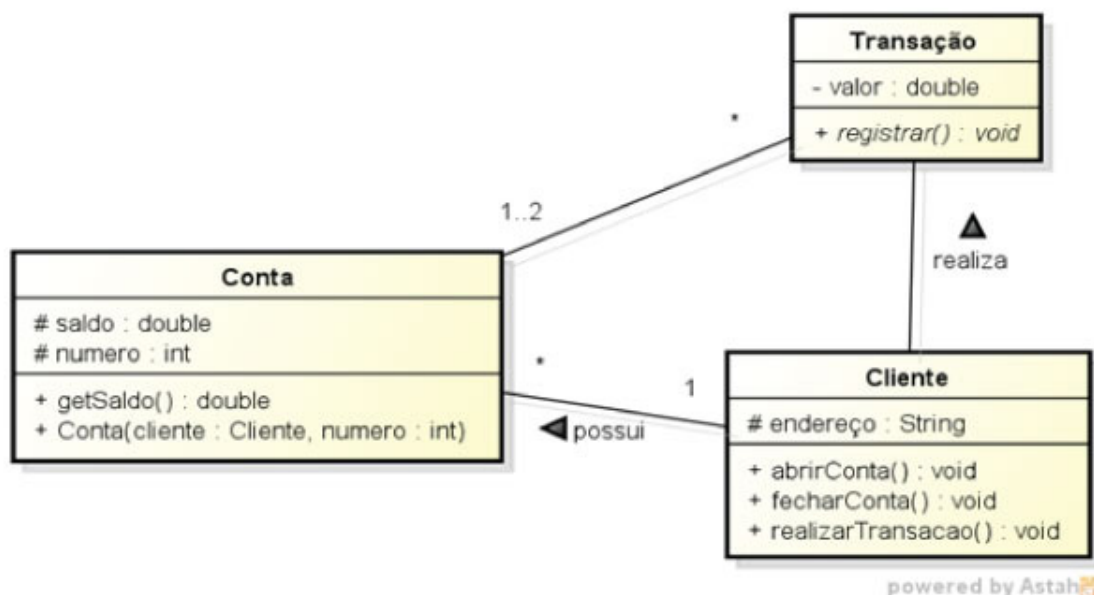 Transação
- valor : double
+ registrar() : void
*
1..2
realiza
Conta
# saldo : double
# numero : int
+ getSaldo() : double
+ Conta(cliente : Cliente, numero : int)
*
1
possui
Cliente
# endereço : String
+ abrirConta() : void
+ fecharConta() : void
+ realizarTransacao() : void
powered by Astah